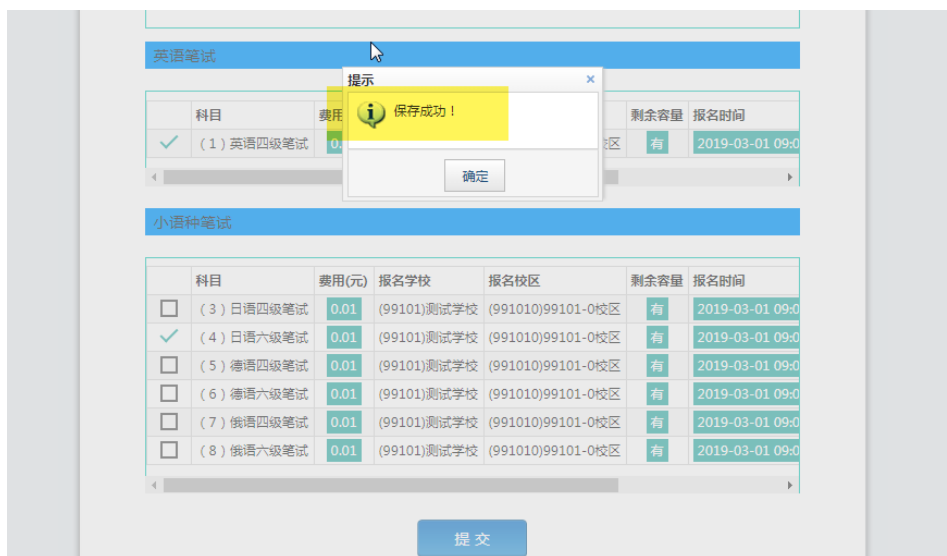 英语笔试
提示 ×
保存成功！
确定
科目 费用 剩余容量 报名时间
（1）英语四级笔试 0. 校区 有 2019-03-01 09:0
小语种笔试
科目 费用(元) 报名学校 报名校区 剩余容量 报名时间
（3）日语四级笔试 0.01 (99101)测试学校 (991010)99101-0校区 有 2019-03-01 09:0
（4）日语六级笔试 0.01 (99101)测试学校 (991010)99101-0校区 有 2019-03-01 09:0
（5）德语四级笔试 0.01 (99101)测试学校 (991010)99101-0校区 有 2019-03-01 09:0
（6）德语六级笔试 0.01 (99101)测试学校 (991010)99101-0校区 有 2019-03-01 09:0
（7）俄语四级笔试 0.01 (99101)测试学校 (991010)99101-0校区 有 2019-03-01 09:0
（8）俄语六级笔试 0.01 (99101)测试学校 (991010)99101-0校区 有 2019-03-01 09:0
提 交